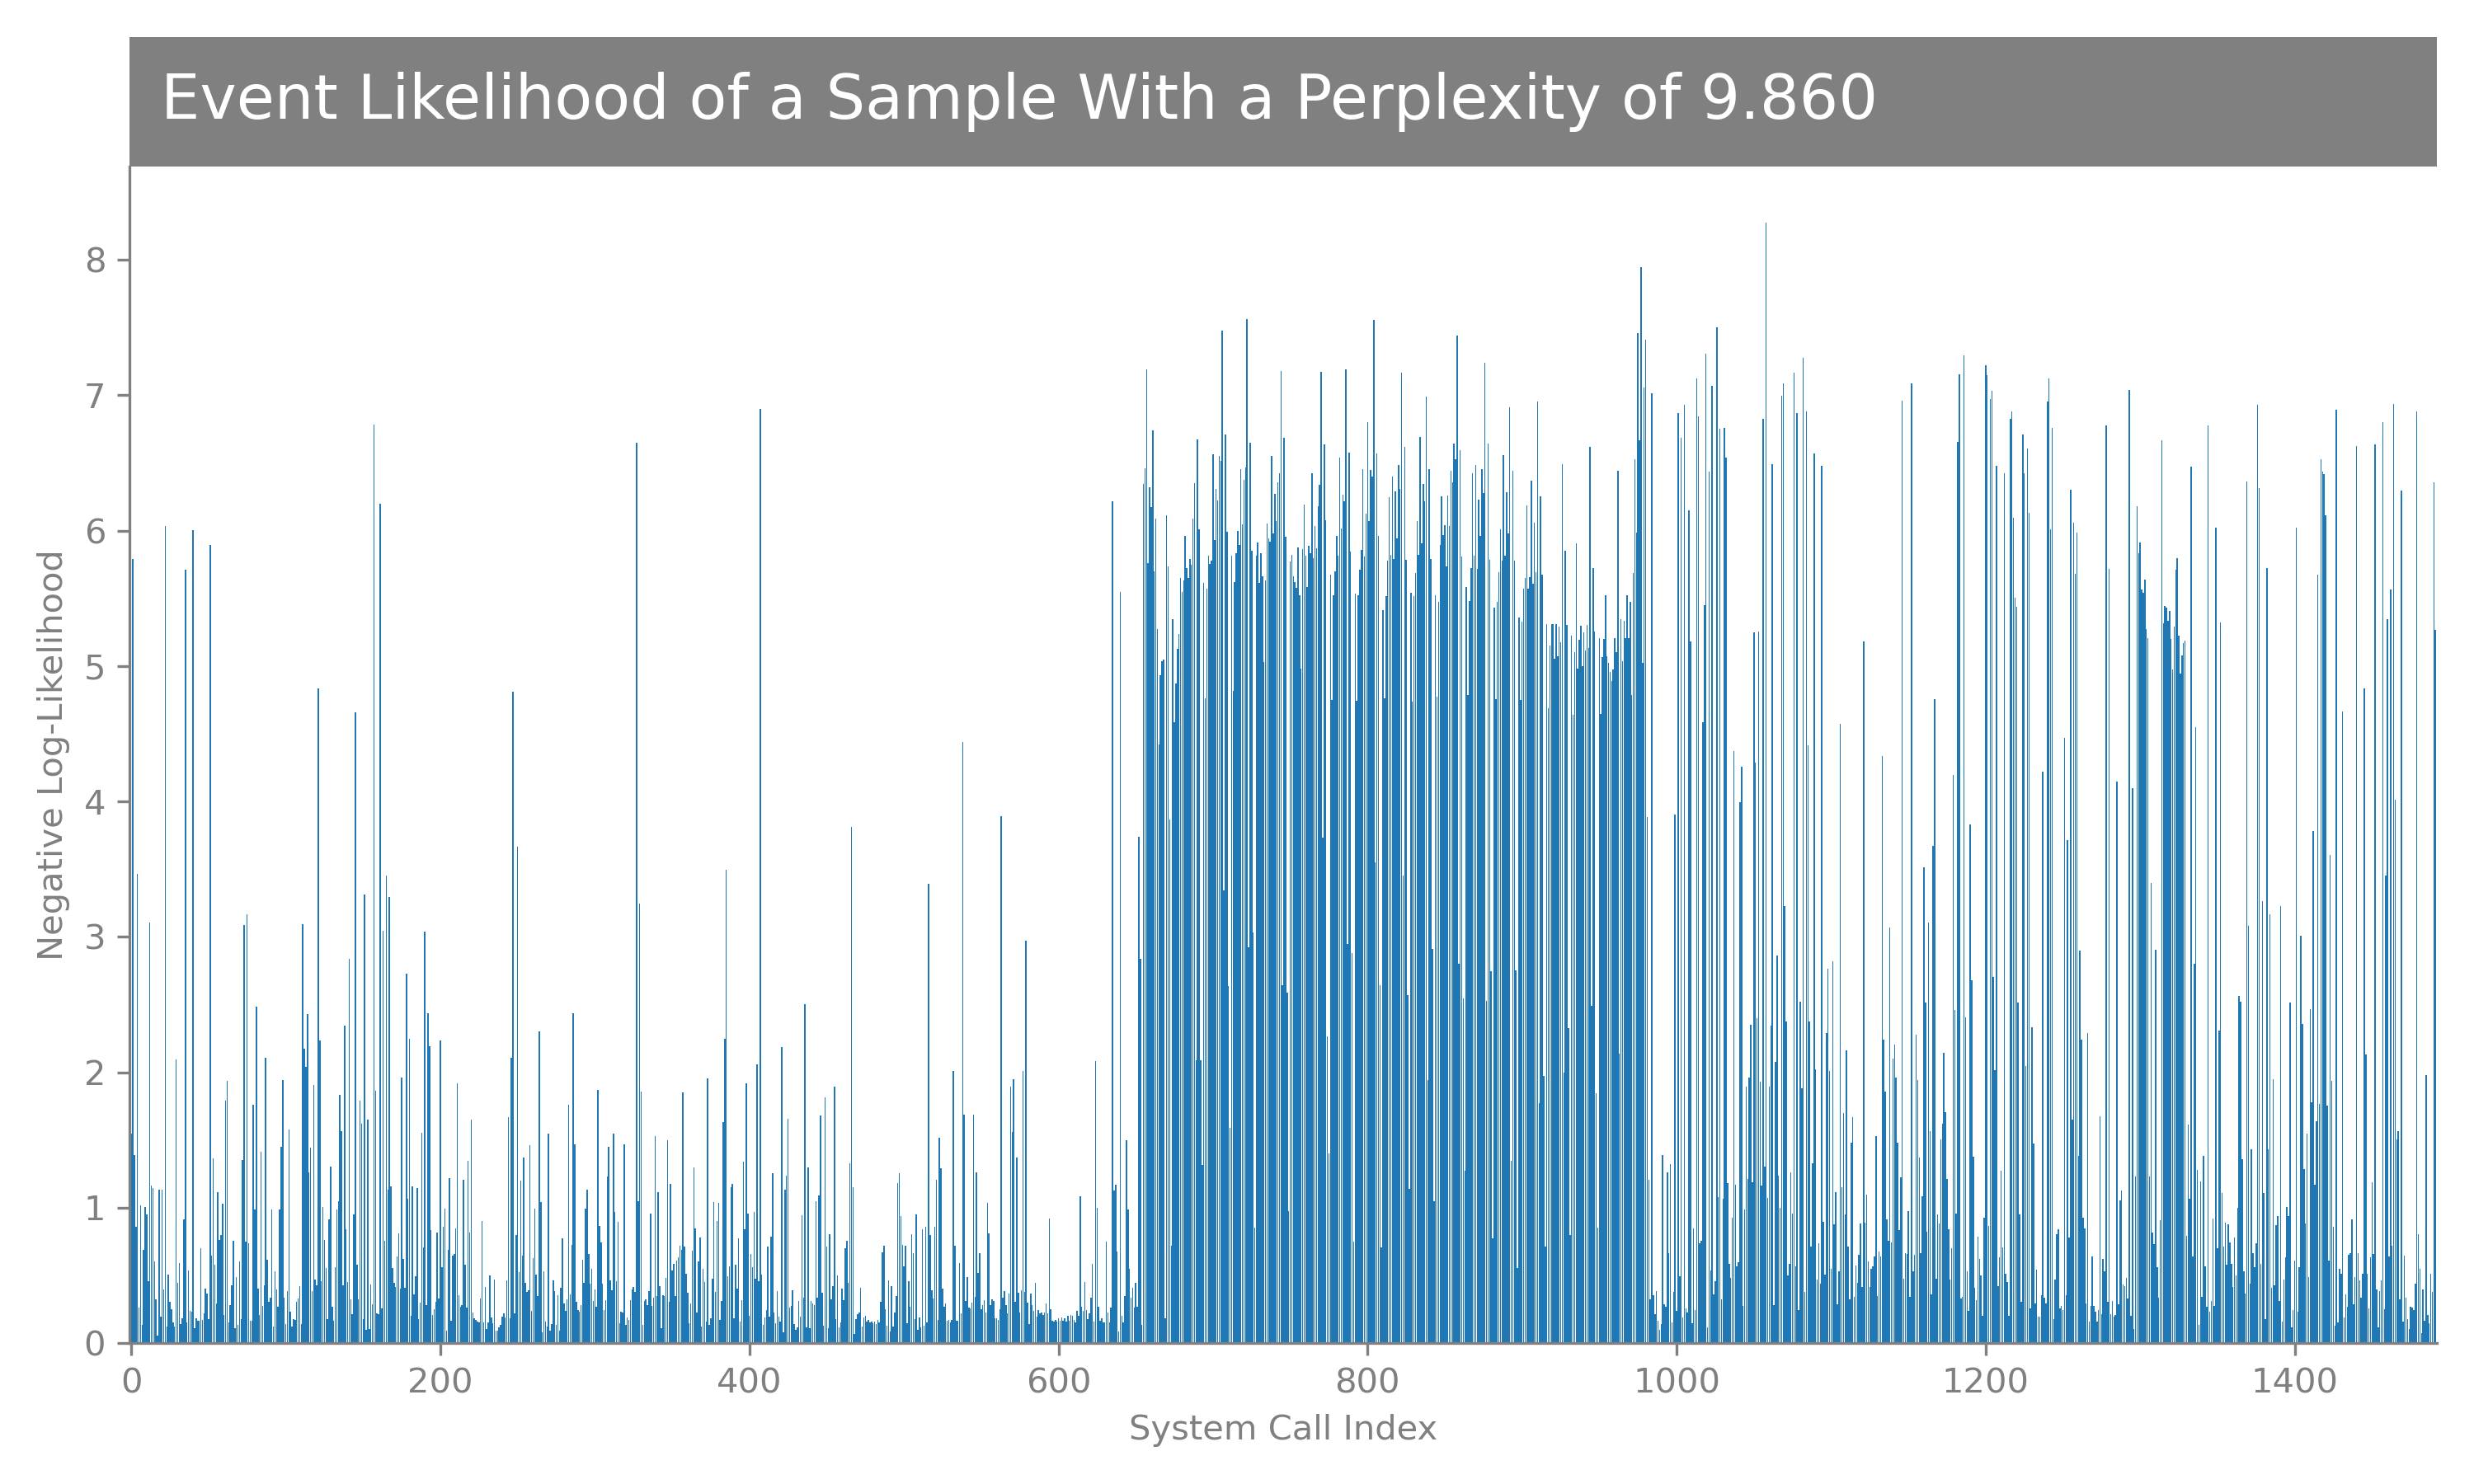 Event Likelihood of a Sample With a Perplexity of 9.860
Negative Log-Likelihood
8
7
6
5
4
3
2
1
0
0 200 400 600 800 1000 1200 1400
System Call Index